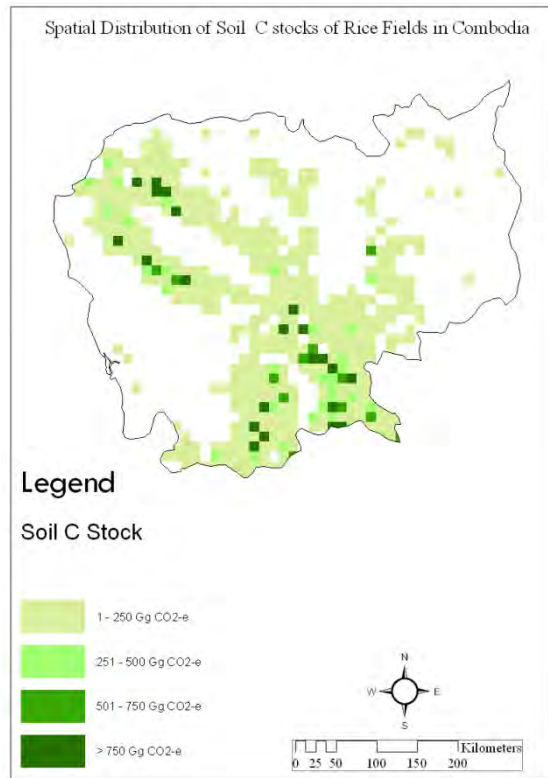 Spatial Distribution of Soil C stocks of Rice Fields in Combodia
Legend
Soil C Stock
1 - 250 Gg CO2-e
251 - 500 Gg CO2-e
501 - 750 Gg CO2-e
> 750 Gg CO2-e
N
W E
S
Kilometers
0 25 50 100 150 200